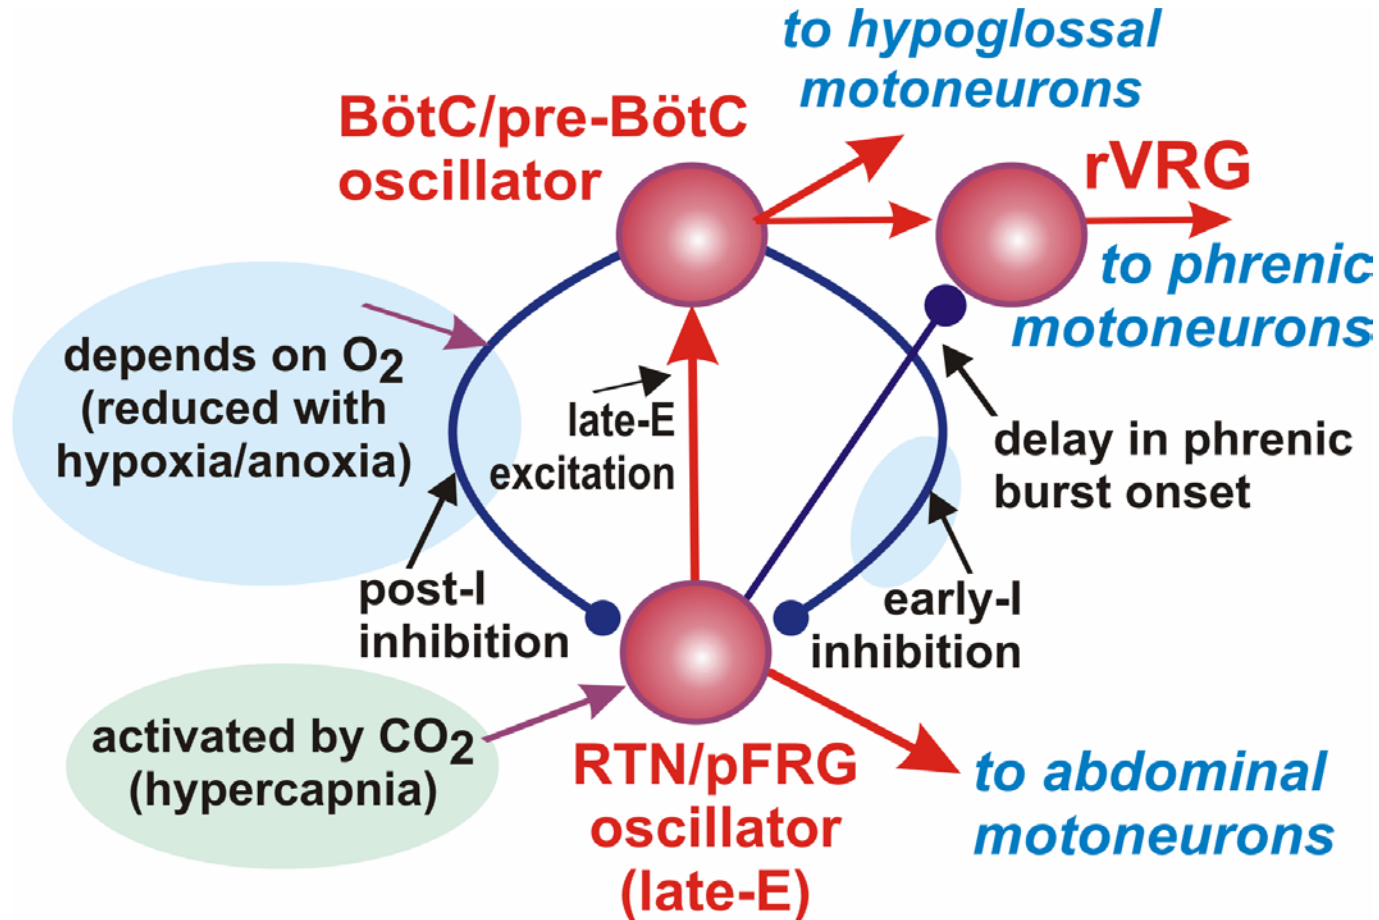 to hypoglossal
motoneurons
BötC/pre-BötC
oscillator
rVRG
to phrenic
motoneurons
depends on O₂
(reduced with
hypoxia/anoxia)
late-E
excitation
delay in phrenic
burst onset
post-I
inhibition
early-I
inhibition
activated by CO₂
(hypercapnia)
RTN/pFRG
oscillator
(late-E)
to abdominal
motoneurons